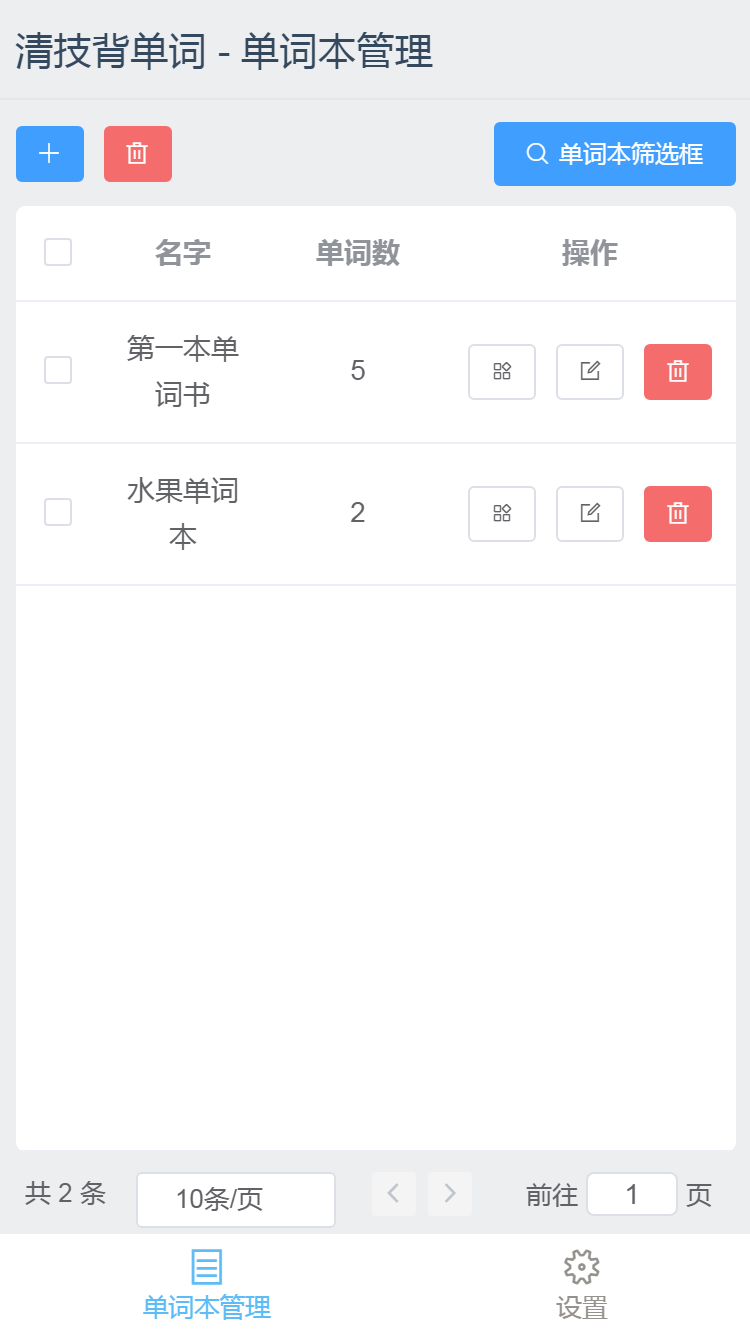 清技背单词 - 单词本管理
单词本筛选框
名字 单词数 操作
第一本单
词书
5
水果单词
本
2
共 2 条 10条/页 前往 1 页
单词本管理 设置